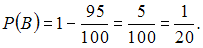 P(B) = 1 − 95/100 = 5/100 = 1/20.